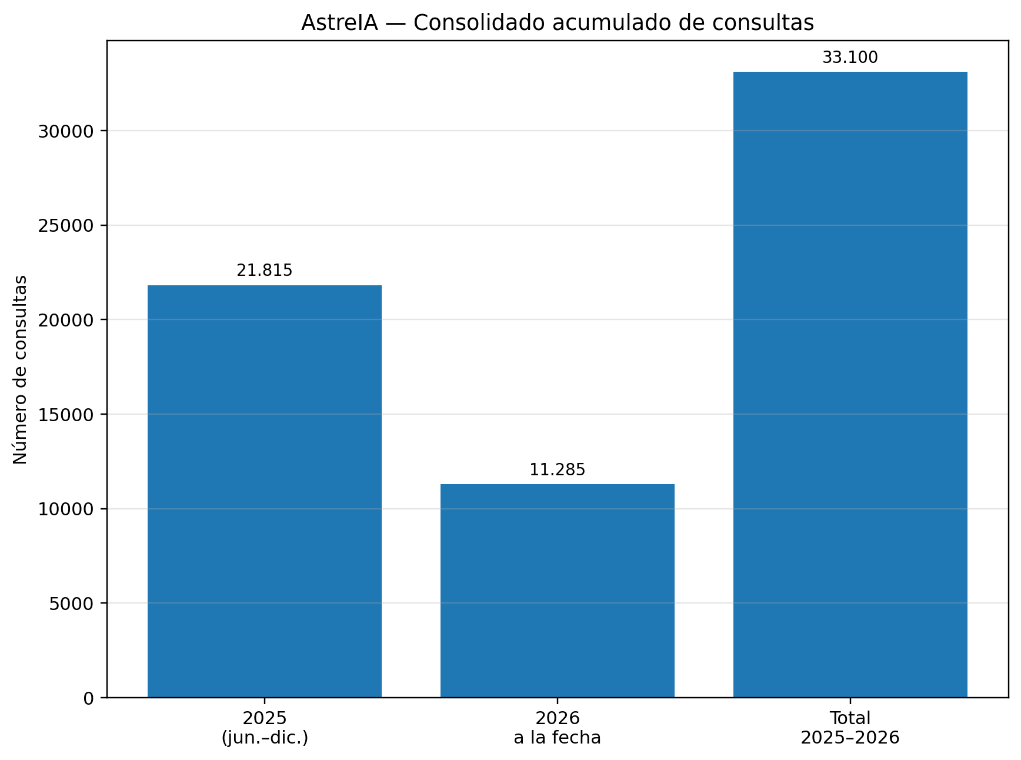 AstreIA — Consolidado acumulado de consultas
33.100
30000
25000
21.815
20000
Número de consultas
15000
11.285
10000
5000
0
2025
(jun.–dic.)
2026
a la fecha
Total
2025–2026